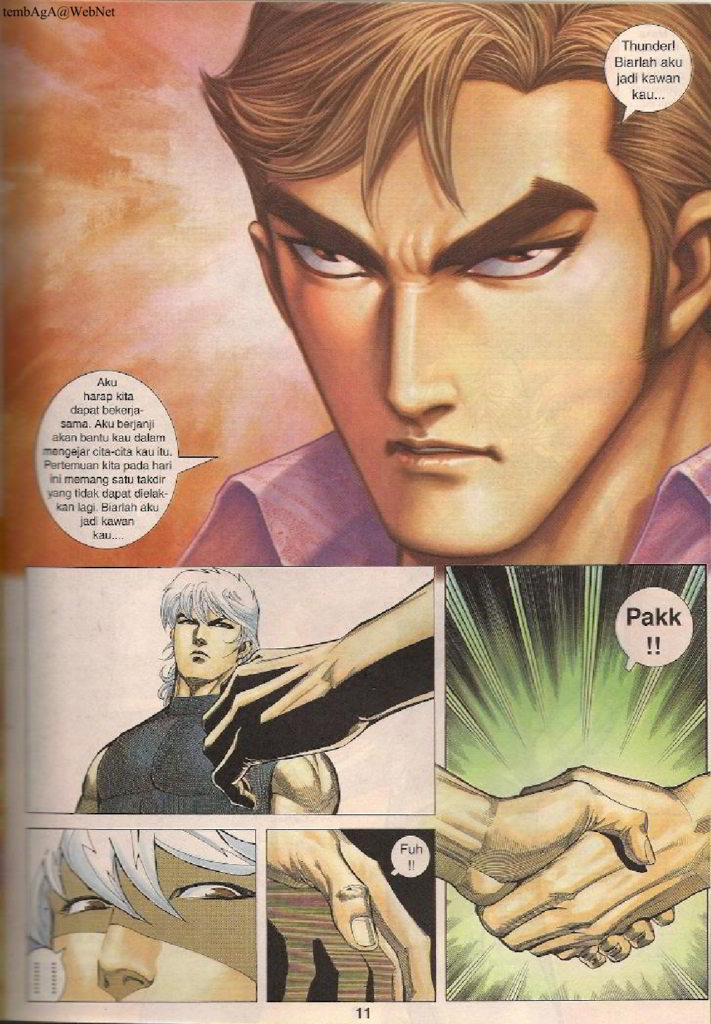 tembAgA@WebNet
Thunder!
Biarlah aku
jadi kawan
kau...
Aku
harap kita
dapat bekerja-
sama. Aku berjanji
akan bantu kau dalam
mengejar cita-cita kau itu.
Pertemuan kita pada hari
ini memang satu takdir
yang tidak dapat dielak-
kan lagi. Biarlah aku
jadi kawan
kau....
Pakk
!!
Fuh
!!
11